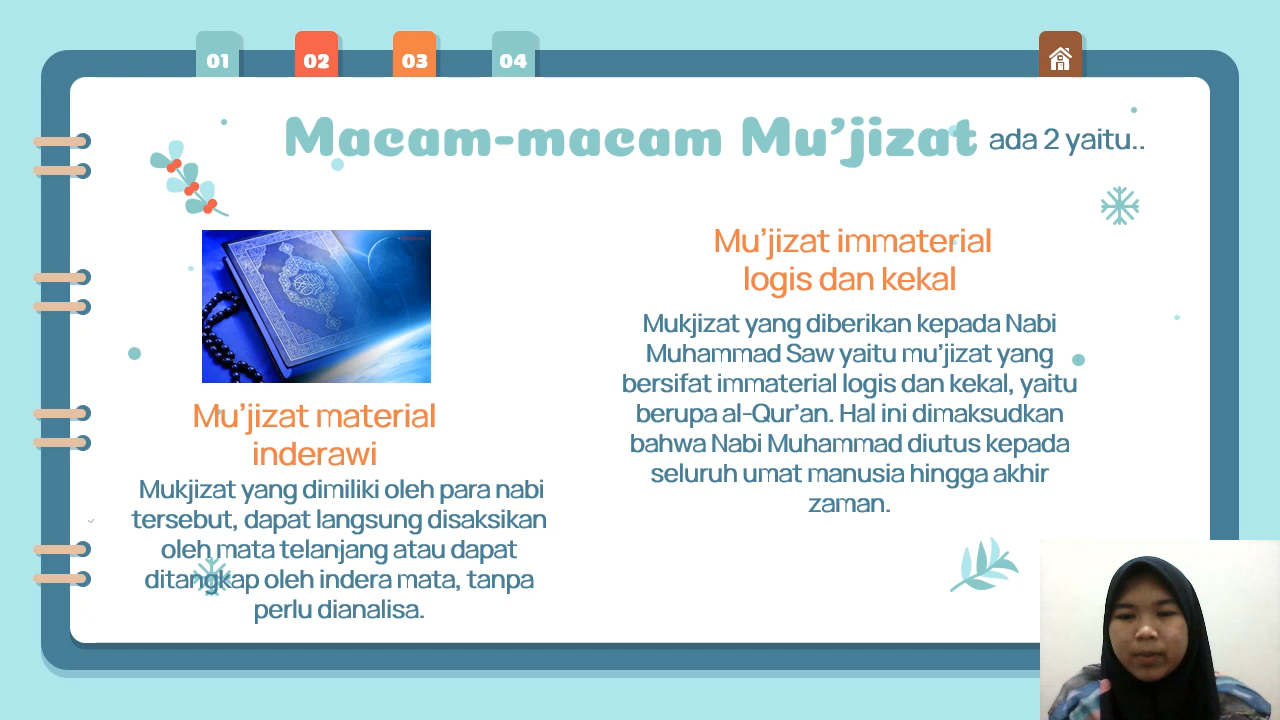 01 02 03 04
Macam-macam Mu'jizat ada 2 yaitu..
Mu'jizat material
inderawi
Mukjizat yang dimiliki oleh para nabi
tersebut, dapat langsung disaksikan
oleh mata telanjang atau dapat
ditangkap oleh indera mata, tanpa
perlu dianalisa.
Mu'jizat immaterial
logis dan kekal
Mukjizat yang diberikan kepada Nabi
Muhammad Saw yaitu mu'jizat yang
bersifat immaterial logis dan kekal, yaitu
berupa al-Qur'an. Hal ini dimaksudkan
bahwa Nabi Muhammad diutus kepada
seluruh umat manusia hingga akhir
zaman.